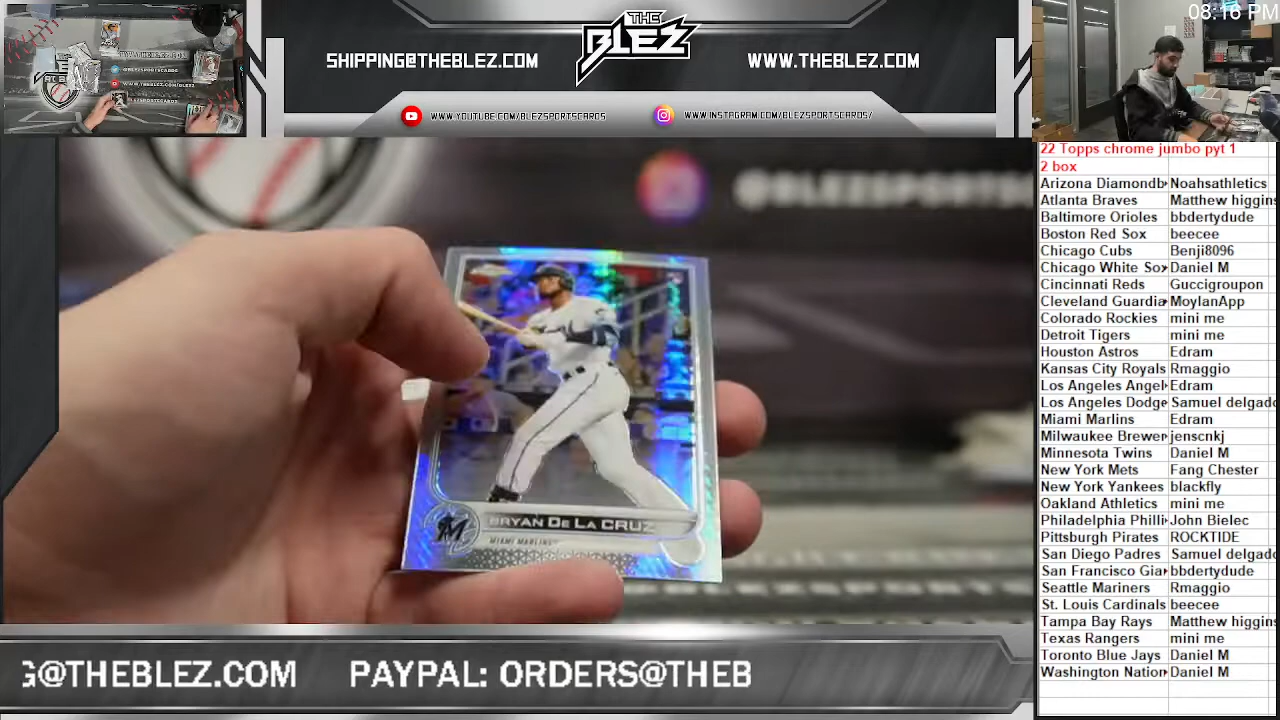 08:16 PM
THE
BLEZ
SHIPPING@THEBLEZ.COM
WWW.THEBLEZ.COM
WWW.YOUTUBE.COM/BLEZSPORTSCARDS
WWW.INSTAGRAM.COM/BLEZSPORTSCARDS/
@BLEZSPORTSC
BRYAN DE LA CRUZ
MIAMI MARLINS
G@THEBLEZ.COM PAYPAL: ORDERS@THEB
22 Topps chrome jumbo pyt 1
2 box
Arizona Diamondb Noahsathletics
Atlanta Braves Matthew higgins
Baltimore Orioles bbdertydude
Boston Red Sox beecee
Chicago Cubs Benji8096
Chicago White Sox Daniel M
Cincinnati Reds Guccigroupon
Cleveland Guardia MoylanApp
Colorado Rockies mini me
Detroit Tigers mini me
Houston Astros Edram
Kansas City Royals Rmaggio
Los Angeles Angel Edram
Los Angeles Dodge Samuel delgado
Miami Marlins Edram
Milwaukee Brewer jenscnkj
Minnesota Twins Daniel M
New York Mets Fang Chester
New York Yankees blackfly
Oakland Athletics mini me
Philadelphia Philli John Bielec
Pittsburgh Pirates ROCKTIDE
San Diego Padres Samuel delgado
San Francisco Gia bbdertydude
Seattle Mariners Rmaggio
St. Louis Cardinals beecee
Tampa Bay Rays Matthew higgins
Texas Rangers mini me
Toronto Blue Jays Daniel M
Washington Nation Daniel M